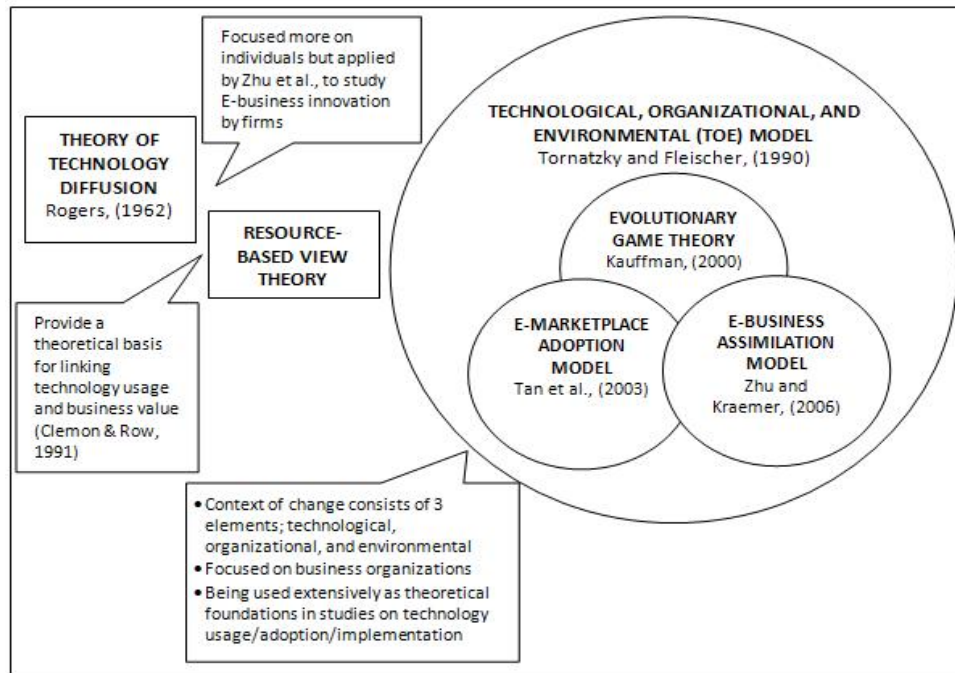 Focused more on
individuals but applied
by Zhu et al., to study
E-business innovation
by firms
THEORY OF
TECHNOLOGY
DIFFUSION
Rogers, (1962)
RESOURCE-
BASED VIEW
THEORY
Provide a
theoretical basis
for linking
technology usage
and business value
(Clemon & Row,
1991)
TECHNOLOGICAL, ORGANIZATIONAL, AND
ENVIRONMENTAL (TOE) MODEL
Tornatzky and Fleischer, (1990)
EVOLUTIONARY
GAME THEORY
Kauffman, (2000)
E-MARKETPLACE
ADOPTION
MODEL
Tan et al., (2003)
E-BUSINESS
ASSIMILATION
MODEL
Zhu and
Kraemer, (2006)
• Context of change consists of 3
elements; technological,
organizational, and environmental
• Focused on business organizations
• Being used extensively as theoretical
foundations in studies on technology
usage/adoption/implementation